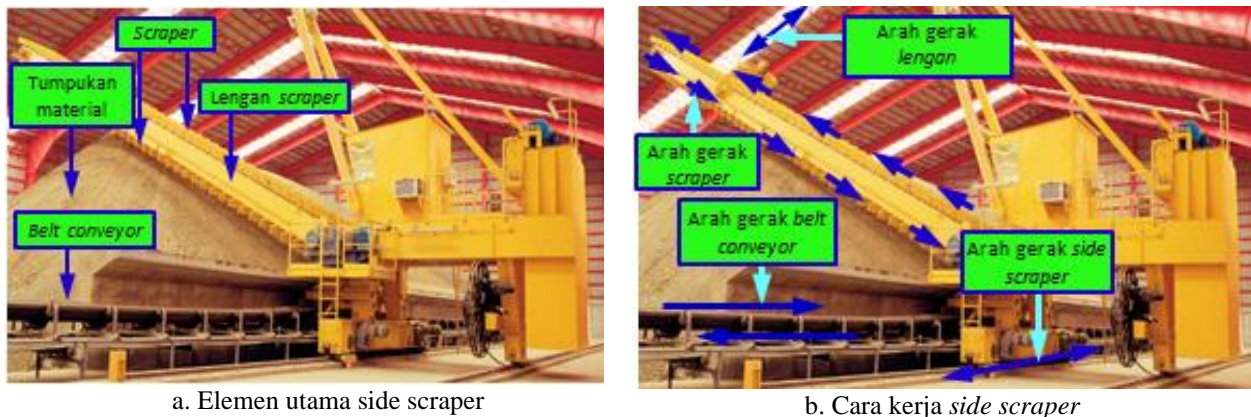 Scraper
Tumpukan
material
Lengan scraper
Belt conveyor
a. Elemen utama side scraper
Arah gerak
lengan
Arah gerak
scraper
Arah gerak belt
conveyor
Arah gerak side
scraper
b. Cara kerja side scraper